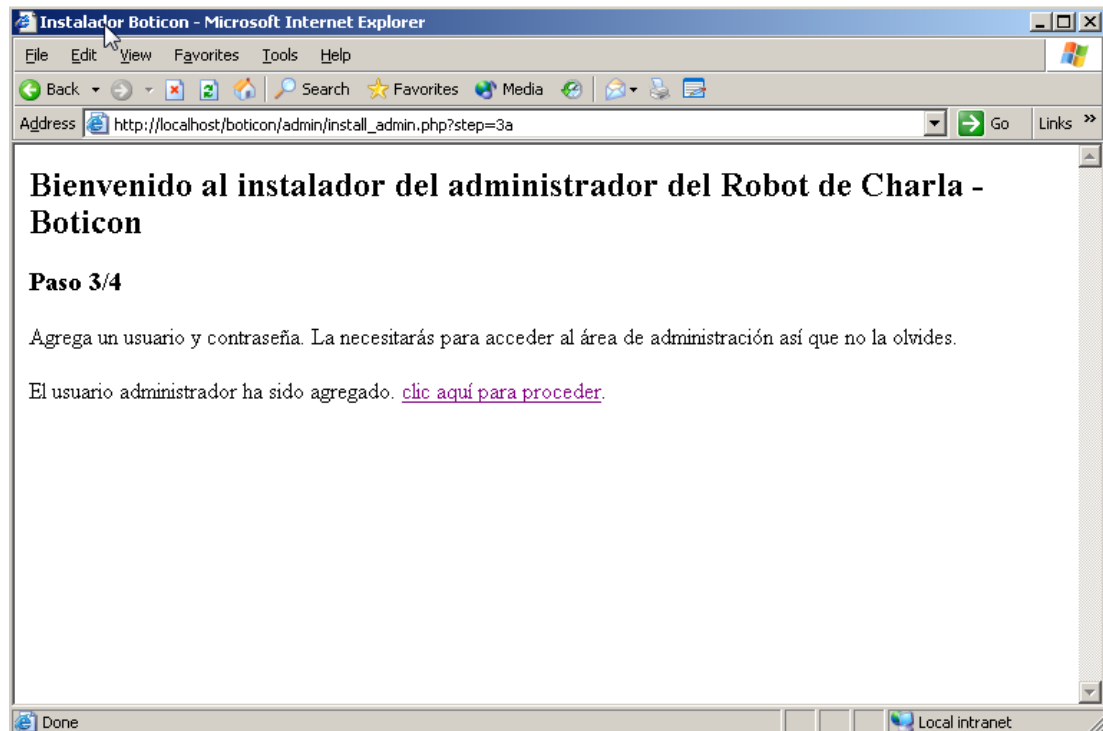 Instalador Boticon - Microsoft Internet Explorer
File Edit View Favorites Tools Help
Back Search Favorites Media
Address http://localhost/boticon/admin/install_admin.php?step=3a Go Links »
Bienvenido al instalador del administrador del Robot de Charla -
Boticon
Paso 3/4
Agrega un usuario y contraseña. La necesitarás para acceder al área de administración así que no la olvides.
El usuario administrador ha sido agregado. clic aquí para proceder.
Done Local intranet